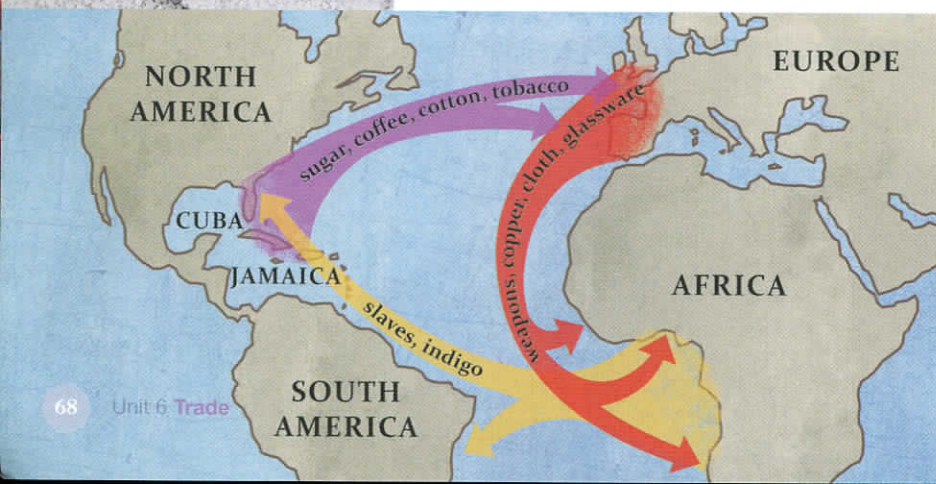 NORTH
AMERICA
EUROPE
sugar, coffee, cotton, tobacco
weapons, copper, cloth, glassware
CUBA
JAMAICA
AFRICA
slaves, indigo
SOUTH
AMERICA
68 Unit 6 Trade